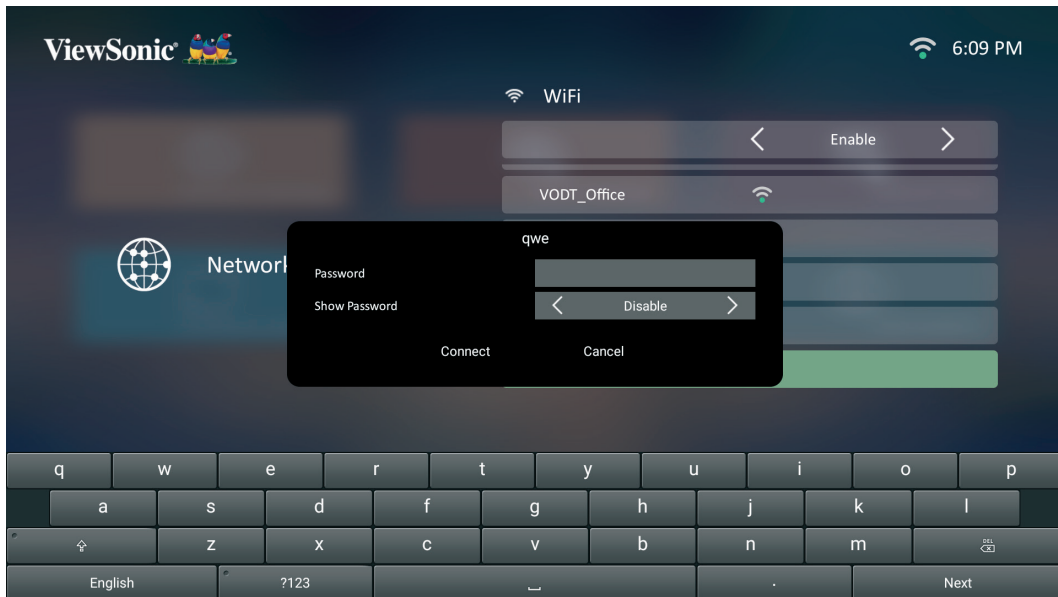 ViewSonic
6:09 PM
WiFi
Enable
VODT_Office
Network
qwe
Password
Show Password
Disable
Connect
Cancel
q w e r t y u i o p
a s d f g h j k l
z x c v b n m DEL
English ?123 . Next